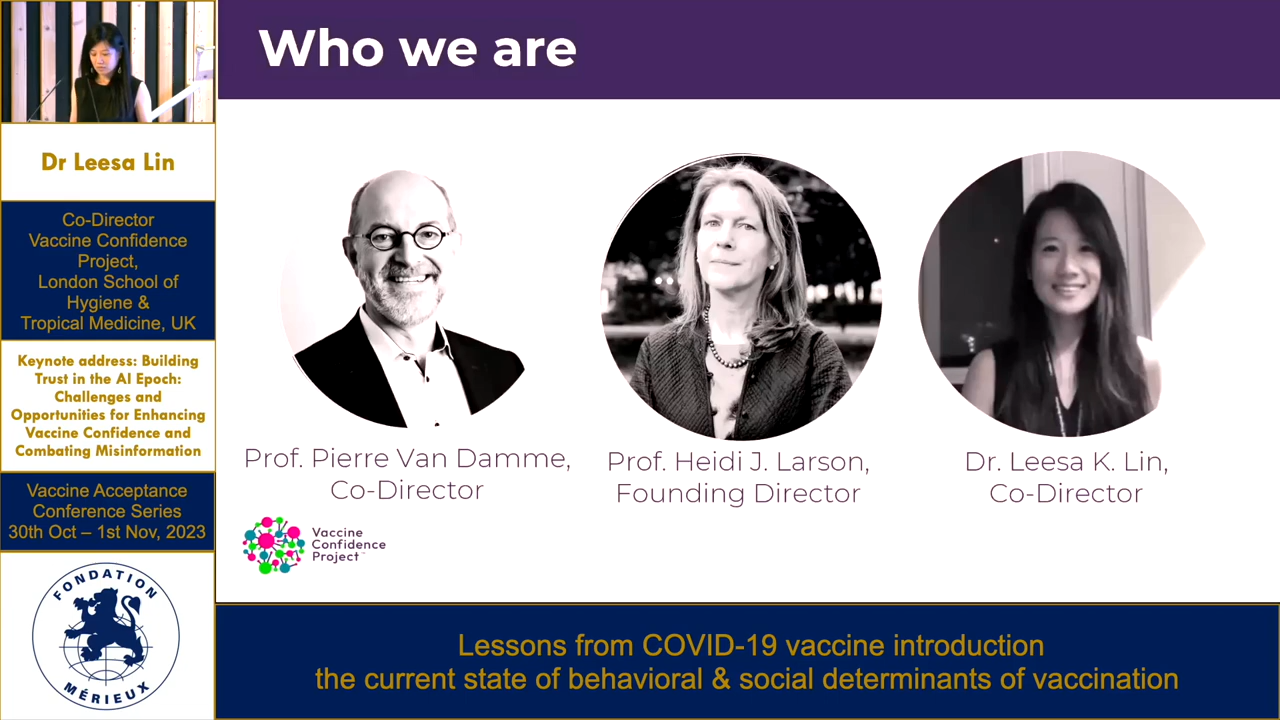 Who we are
Dr Leesa Lin
Co-Director
Vaccine Confidence
Project,
London School of
Hygiene &
Tropical Medicine, UK
Keynote address: Building
Trust in the AI Epoch:
Challenges and
Opportunities for Enhancing
Vaccine Confidence and
Combating Misinformation
Vaccine Acceptance
Conference Series
30th Oct – 1st Nov, 2023
FONDATION
MÉRIEUX
Prof. Pierre Van Damme,
Co-Director
Prof. Heidi J. Larson,
Founding Director
Dr. Leesa K. Lin,
Co-Director
Vaccine
Confidence
Project™
Lessons from COVID-19 vaccine introduction
the current state of behavioral & social determinants of vaccination